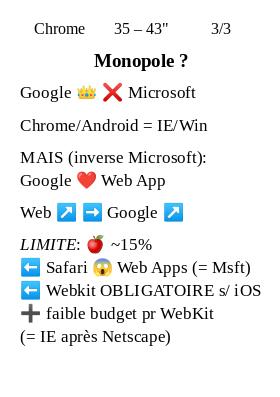 Chrome 35 – 43" 3/3
Monopole ?
Google 👑 ❌ Microsoft
Chrome/Android = IE/Win
MAIS (inverse Microsoft):
Google ❤️ Web App
Web ↗️ ➡️ Google ↗️
LIMITE: 🍎 ~15%
⬅️ Safari 😱 Web Apps (= Msft)
⬅️ Webkit OBLIGATOIRE s/ iOS
➕ faible budget pr WebKit
(= IE après Netscape)